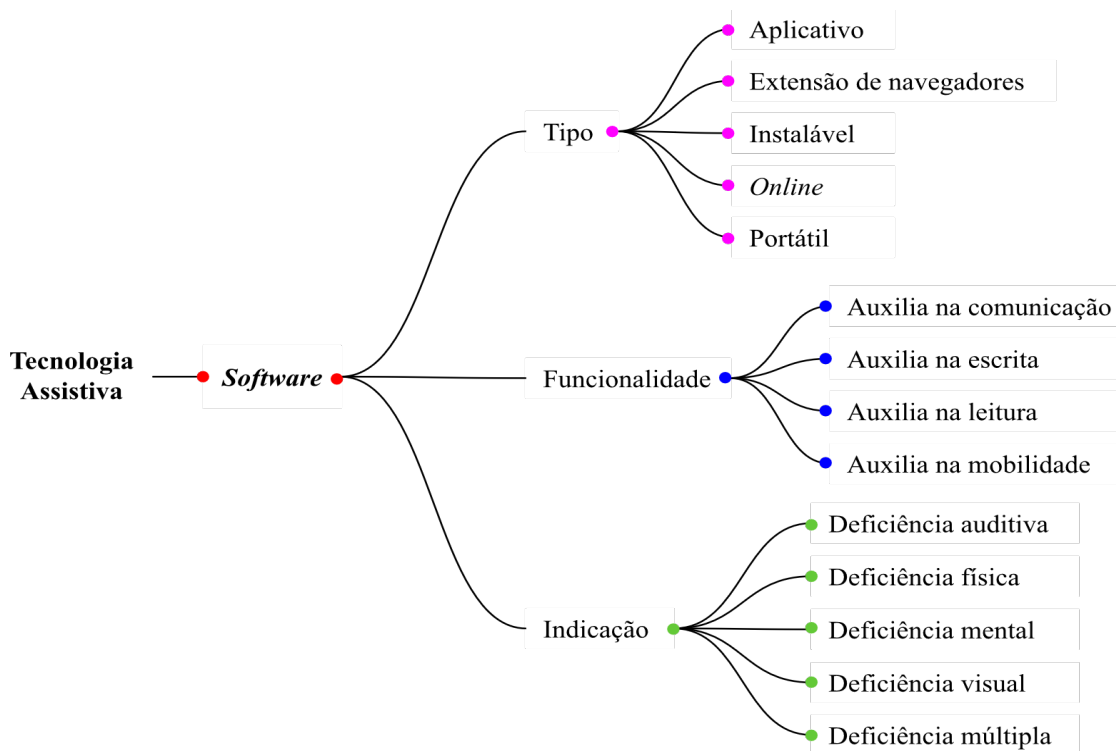 Tecnologia
Assistiva
Software
Tipo
Aplicativo
Extensão de navegadores
Instalável
Online
Portátil
Funcionalidade
Auxilia na comunicação
Auxilia na escrita
Auxilia na leitura
Auxilia na mobilidade
Indicação
Deficiência auditiva
Deficiência física
Deficiência mental
Deficiência visual
Deficiência múltipla